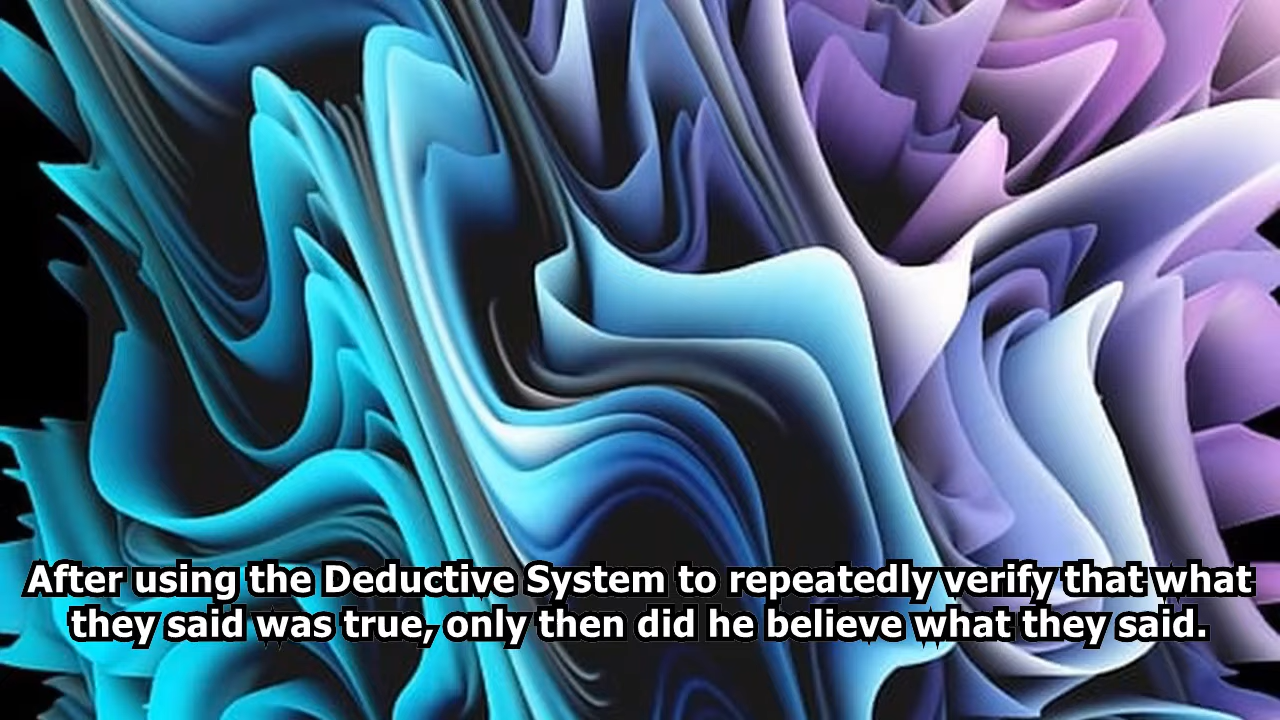 After using the Deductive System to repeatedly verify that what
they said was true, only then did he believe what they said.